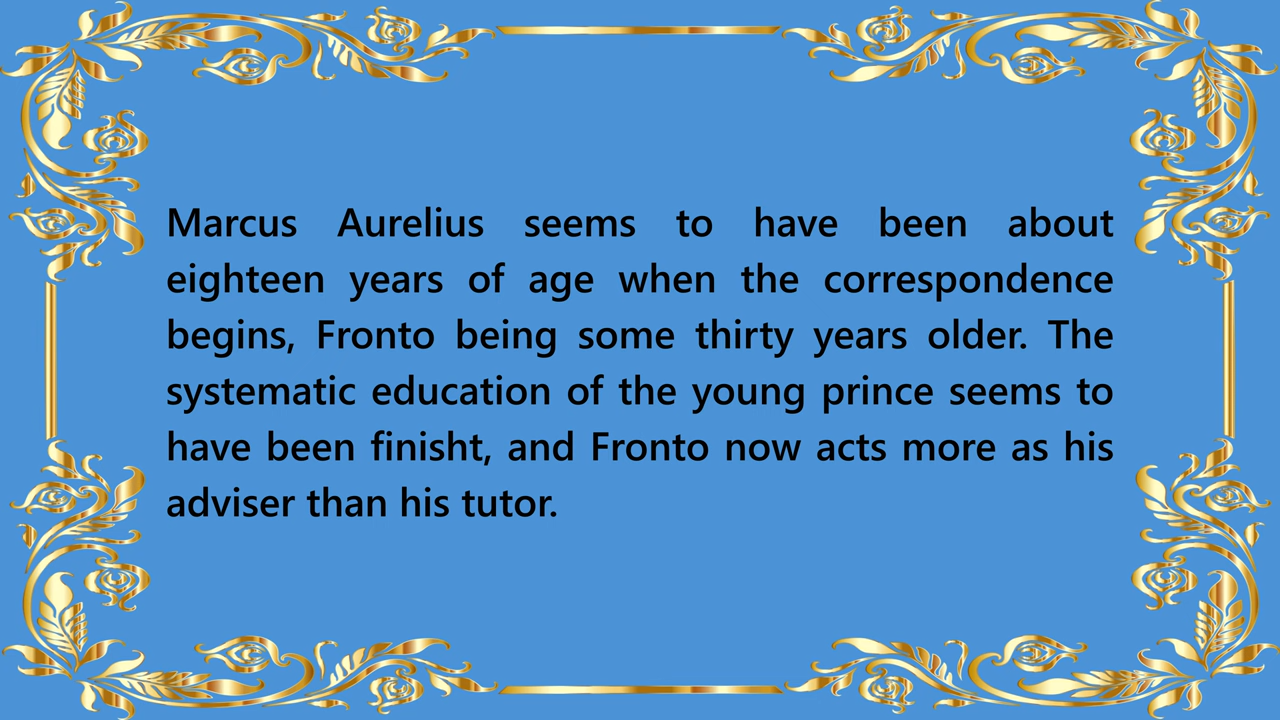 Marcus Aurelius seems to have been about
eighteen years of age when the correspondence
begins, Fronto being some thirty years older. The
systematic education of the young prince seems to
have been finisht, and Fronto now acts more as his
adviser than his tutor.